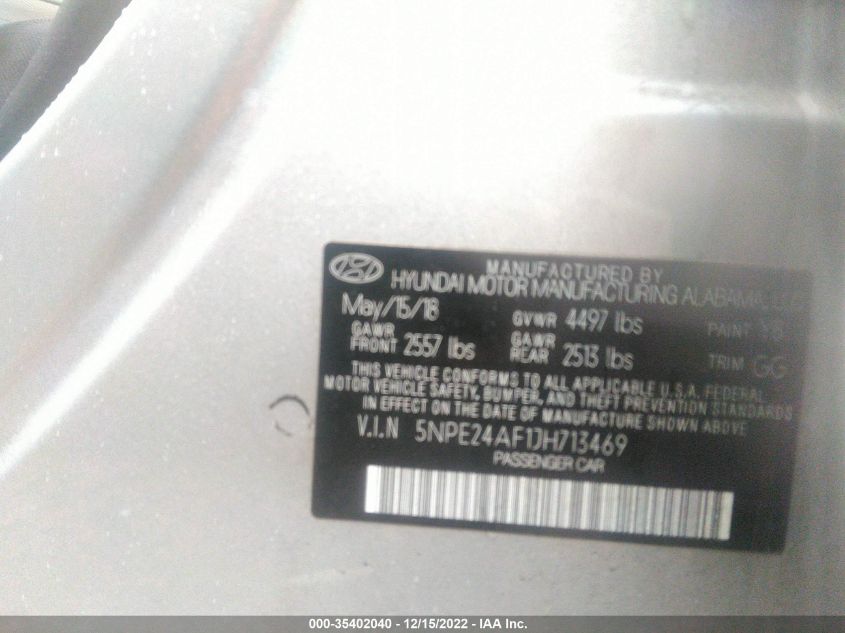 MANUFACTURED BY
HYUNDAI MOTOR MANUFACTURING ALABAMA, LLC
May/15/18 GVWR 4497 lbs PAINT
GAWR FRONT 2557 lbs GAWR REAR 2513 lbs TRIM GG
THIS VEHICLE CONFORMS TO ALL APPLICABLE U.S.A. FEDERAL
MOTOR VEHICLE SAFETY, BUMPER, AND THEFT PREVENTION STANDARDS
IN EFFECT ON THE DATE OF MANUFACTURE SHOWN ABOVE
V.I.N 5NPE24AF1JH713469
PASSENGER CAR
000-35402040 - 12/15/2022 - IAA Inc.